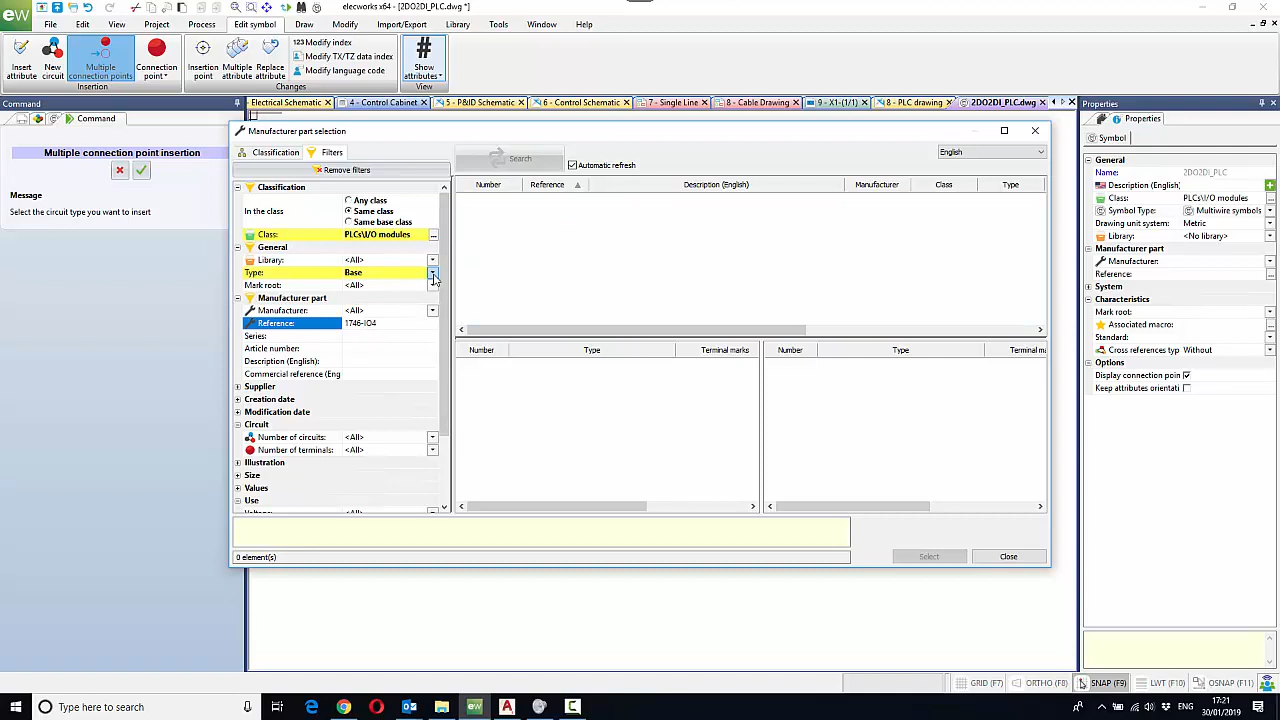 ew
elecworks x64 - [2DO2DI_PLC.dwg *]
File
Edit
View
Project
Process
Edit symbol
Draw
Modify
Import/Export
Library
Tools
Window
Help
Insert attribute
New circuit
Multiple connection points
Connection point
Insertion
Insertion point
Multiple attribute
Replace attribute
123 Modify index
Modify TX/TZ data index
Modify language code
Changes
Show attributes
View
Command
Electrical Schematic
4 - Control Cabinet
5 - P&ID Schematic
6 - Control Schematic
7 - Single Line
8 - Cable Drawing
9 - X1-(1/1)
8 - PLC drawing
2DO2DI_PLC.dwg
Command
Multiple connection point insertion
Message
Select the circuit type you want to insert
Manufacturer part selection
Classification
Filters
Remove filters
Search
Automatic refresh
English
Classification
In the class
Any class
Same class
Same base class
Class: PLCs\I/O modules
General
Library: <All>
Type: Base
Mark root: <All>
Manufacturer part
Manufacturer: <All>
Reference: 1746-IO4
Series:
Article number:
Description (English):
Commercial reference (Eng
Supplier
Creation date
Modification date
Circuit
Number of circuits: <All>
Number of terminals: <All>
Illustration
Size
Values
Use
Number Reference Description (English) Manufacturer Class Type
Number Type Terminal marks
Number Type Terminal ma
0 element(s)
Select
Close
Properties
Properties
Symbol
General
Name: 2DO2DI_PLC
Description (English)
Class: PLCs\I/O modules
Symbol Type: Multiwire symbols
Drawing unit system: Metric
Library: <No library>
Manufacturer part
Manufacturer:
Reference:
System
Characteristics
Mark root:
Associated macro:
Standard:
Cross references typ Without
Options
Display connection poin
Keep attributes orientati
GRID (F7)
ORTHO (F8)
SNAP (F9)
LWT (F10)
OSNAP (F11)
Type here to search
17:21
30/01/2019